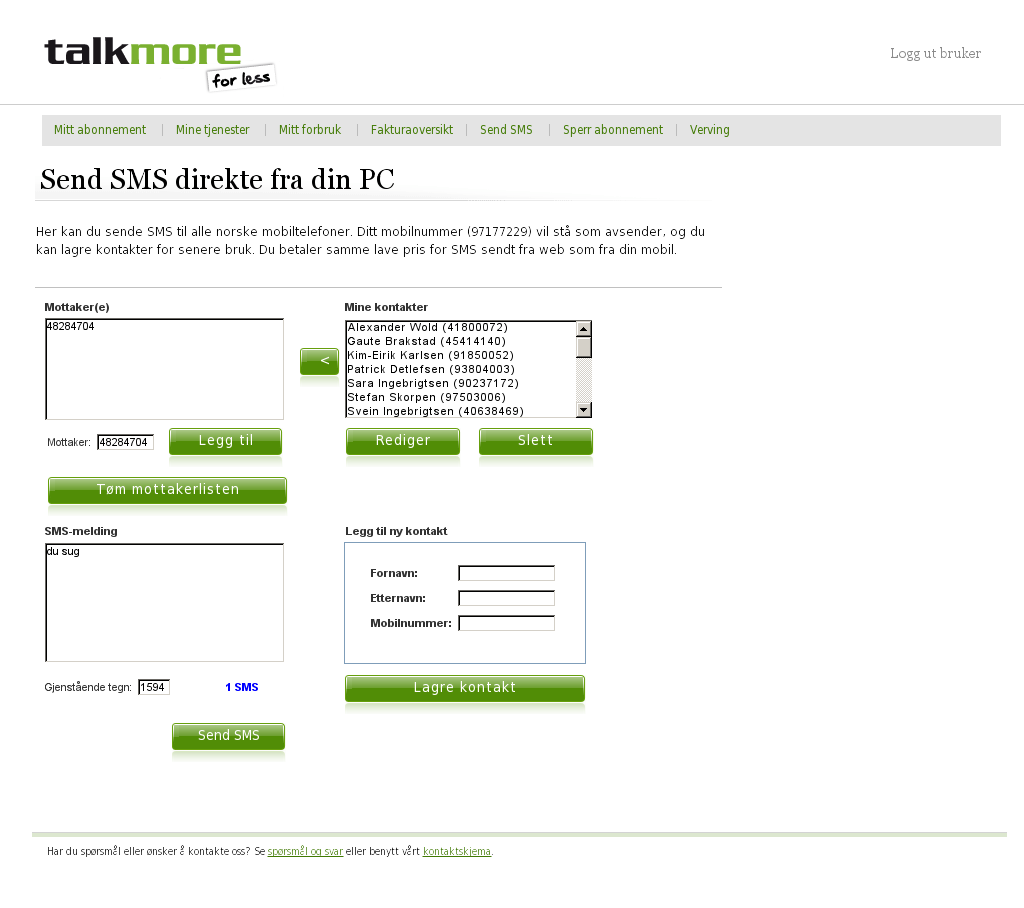 talkmore
for less
Logg ut bruker
Mitt abonnement Mine tjenester Mitt forbruk Fakturaoversikt Send SMS Sperr abonnement Verving
Send SMS direkte fra din PC
Her kan du sende SMS til alle norske mobiltelefoner. Ditt mobilnummer (97177229) vil stå som avsender, og du
kan lagre kontakter for senere bruk. Du betaler samme lave pris for SMS sendt fra web som fra din mobil.
Mottaker(e)
48284704
<
Mine kontakter
Alexander Wold (41800072)
Gaute Brakstad (45414140)
Kim-Eirik Karlsen (91850052)
Patrick Detlefsen (93804003)
Sara Ingebrigtsen (90237172)
Stefan Skorpen (97503006)
Svein Ingebrigtsen (40638469)
Mottaker: 48284704 Legg til
Rediger Slett
Tøm mottakerlisten
SMS-melding
du sug
Gjenstående tegn: 1594 1 SMS
Send SMS
Legg til ny kontakt
Fornavn:
Etternavn:
Mobilnummer:
Lagre kontakt
Har du spørsmål eller ønsker å kontakte oss? Se spørsmål og svar eller benytt vårt kontaktskjema.